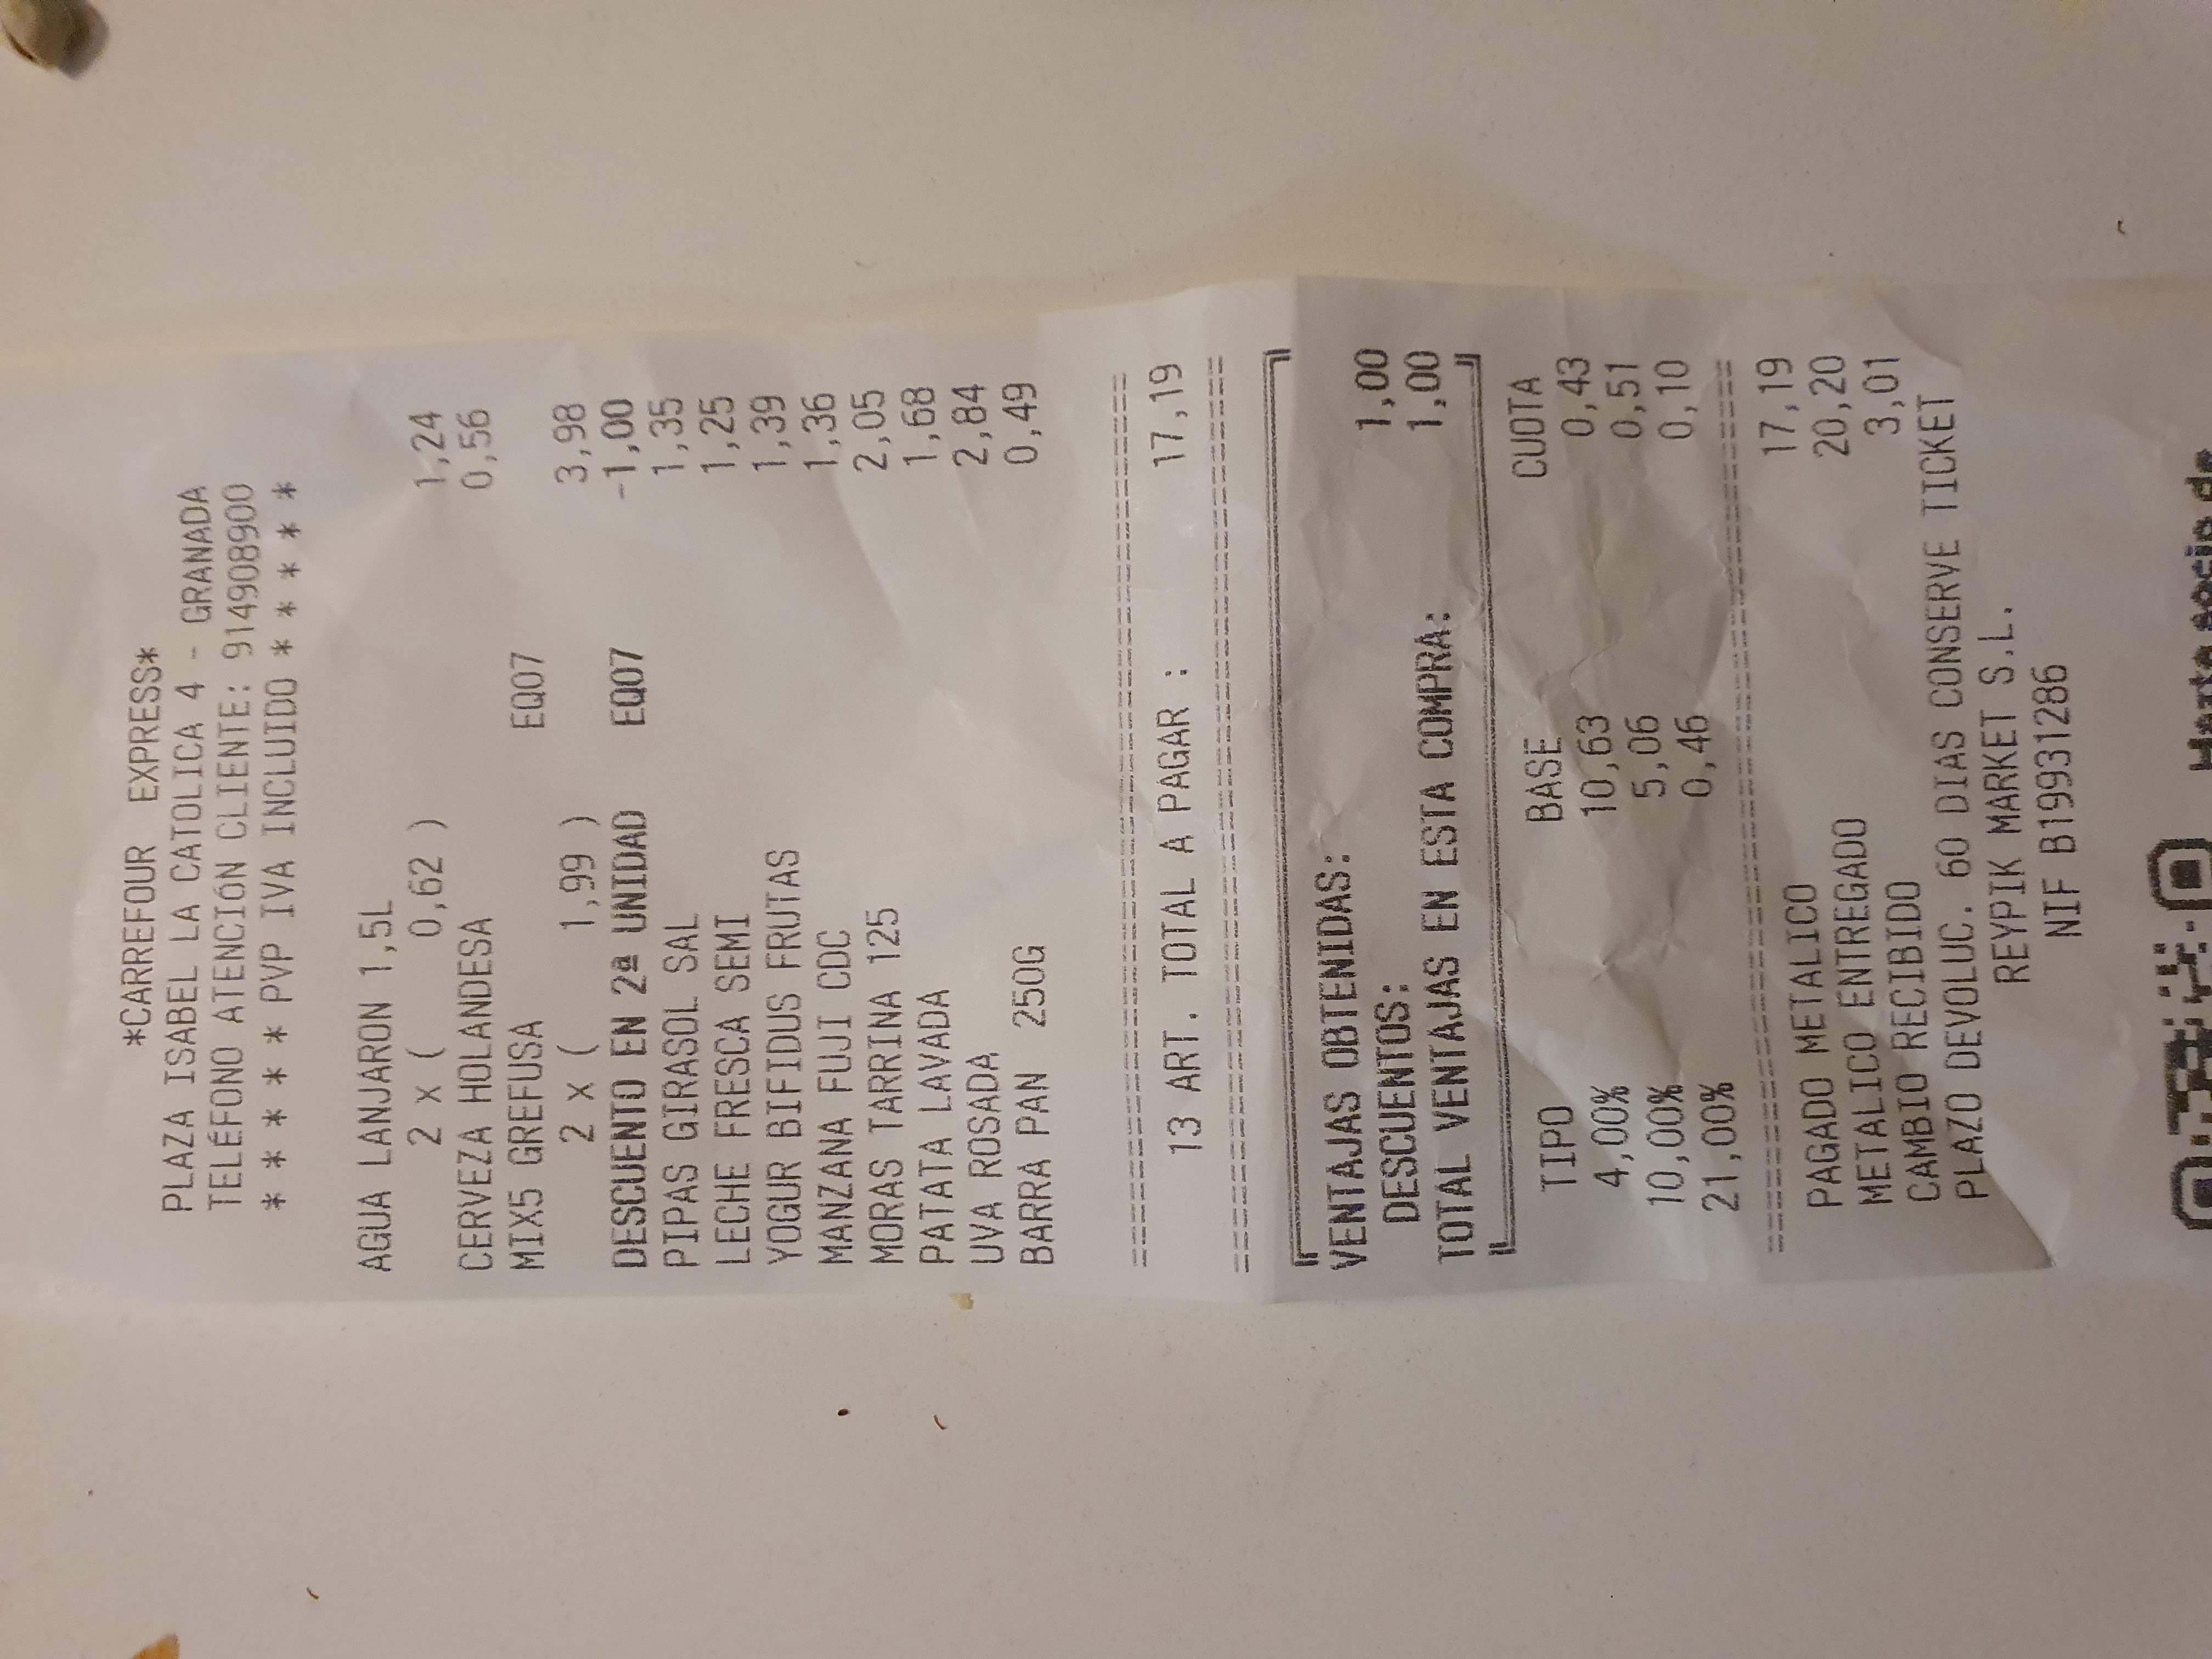 *CARREFOUR EXPRESS*
PLAZA ISABEL LA CATOLICA 4 - GRANADA
TELÉFONO ATENCIÓN CLIENTE: 914908900
* * * * * PVP IVA INCLUIDO * * * * *
AGUA LANJARON 1,5L
2 x ( 0,62 ) 1,24
CERVEZA HOLANDESA 0,56
MIX5 GREFUSA EQ07
2 x ( 1,99 ) 3,98
DESCUENTO EN 2ª UNIDAD EQ07 -1,00
PIPAS GIRASOL SAL 1,35
LECHE FRESCA SEMI 1,25
YOGUR BIFIDUS FRUTAS 1,39
MANZANA FUJI CDC 1,36
MORAS TARRINA 125 2,05
PATATA LAVADA 1,68
UVA ROSADA 2,84
BARRA PAN 250G 0,49
13 ART. TOTAL A PAGAR : 17,19
VENTAJAS OBTENIDAS:
DESCUENTOS: 1,00
TOTAL VENTAJAS EN ESTA COMPRA: 1,00
TIPO BASE CUOTA
4,00% 10,63 0,43
10,00% 5,06 0,51
21,00% 0,46 0,10
PAGADO METALICO 17,19
METALICO ENTREGADO 20,20
CAMBIO RECIBIDO 3,01
PLAZO DEVOLUC. 60 DIAS CONSERVE TICKET
REYPIK MARKET S.L.
NIF B19931286